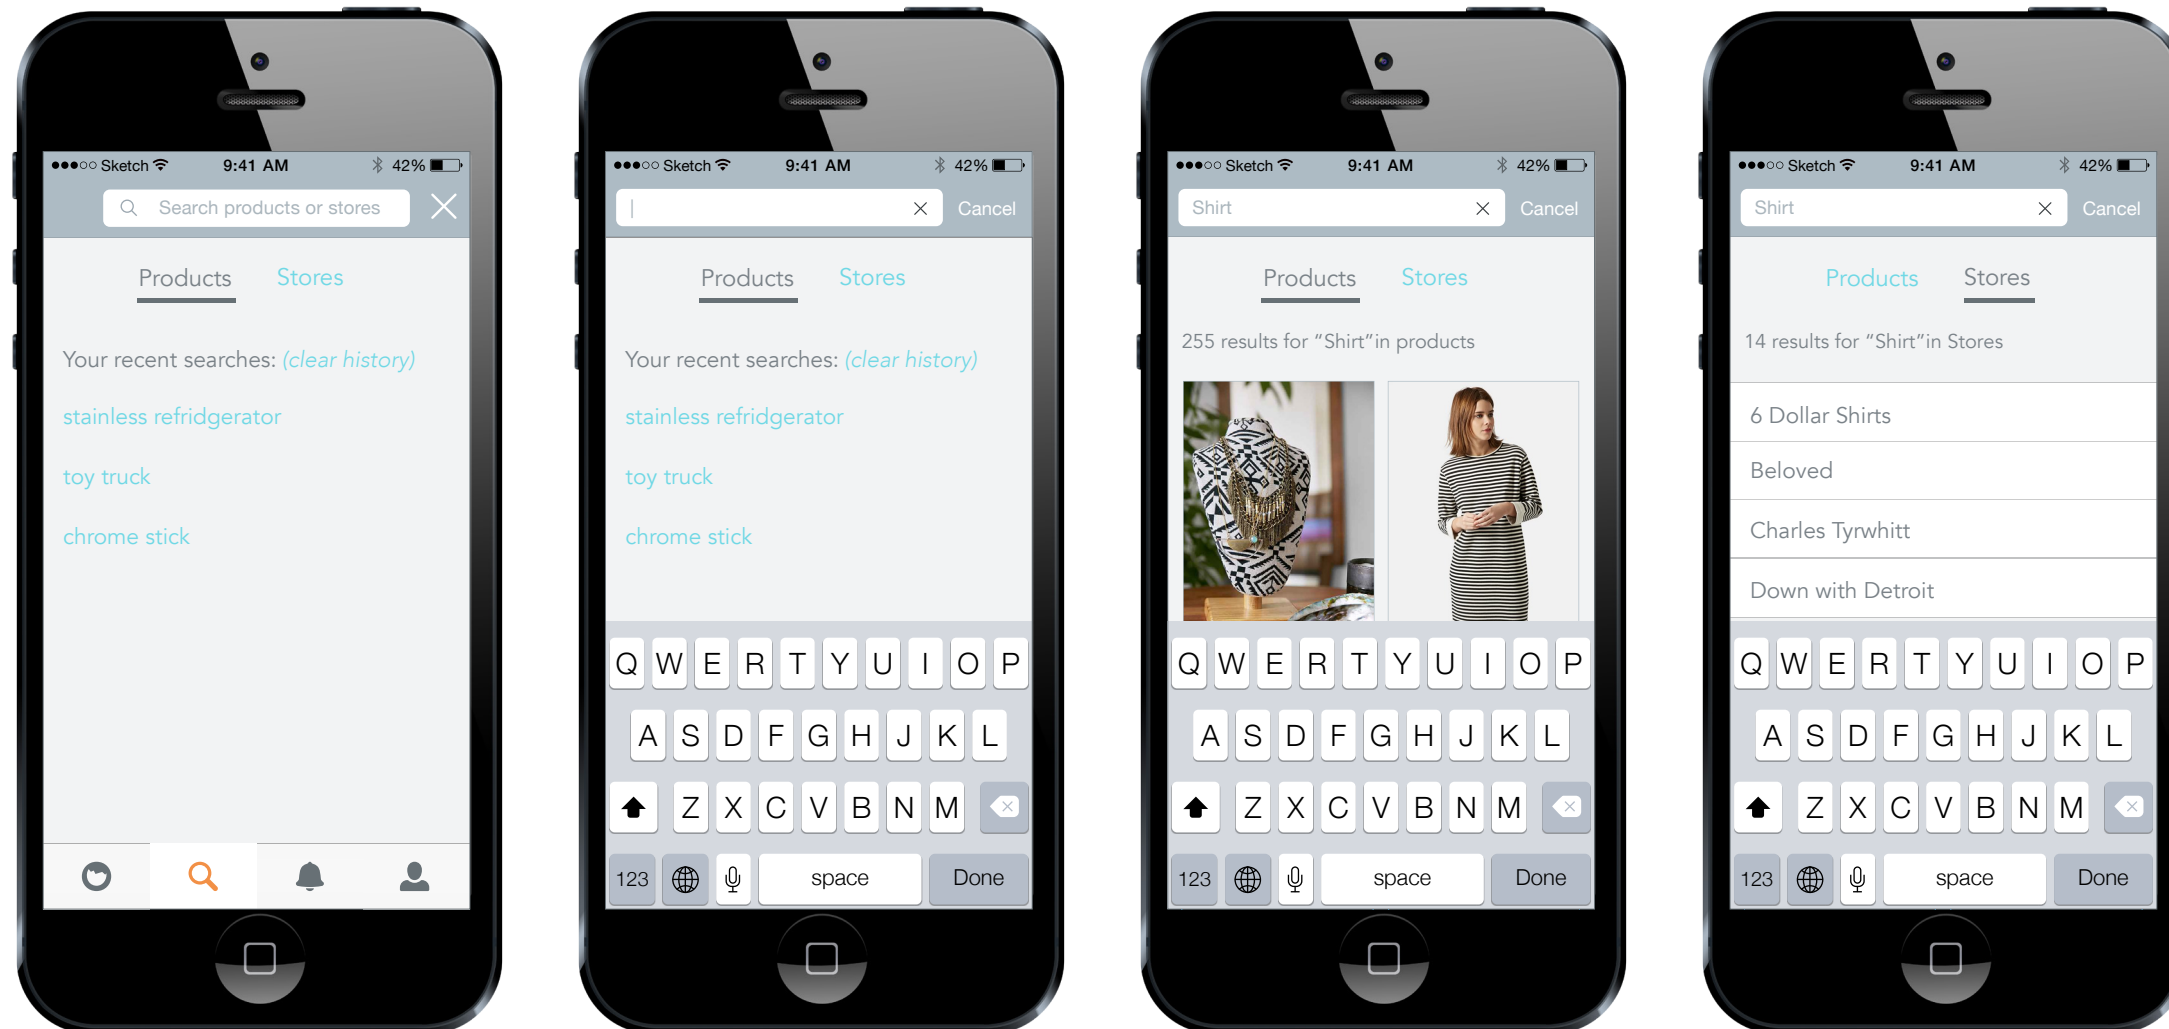 ●●●○○ Sketch 9:41 AM 42%
Search products or stores
Products Stores
Your recent searches: (clear history)
stainless refridgerator
toy truck
chrome stick
●●●○○ Sketch 9:41 AM 42%
Cancel
Products Stores
Your recent searches: (clear history)
stainless refridgerator
toy truck
chrome stick
Q W E R T Y U I O P
A S D F G H J K L
Z X C V B N M
123 space Done
●●●○○ Sketch 9:41 AM 42%
Shirt Cancel
Products Stores
255 results for “Shirt”in products
Q W E R T Y U I O P
A S D F G H J K L
Z X C V B N M
123 space Done
●●●○○ Sketch 9:41 AM 42%
Shirt Cancel
Products Stores
14 results for “Shirt”in Stores
6 Dollar Shirts
Beloved
Charles Tyrwhitt
Down with Detroit
Q W E R T Y U I O P
A S D F G H J K L
Z X C V B N M
123 space Done